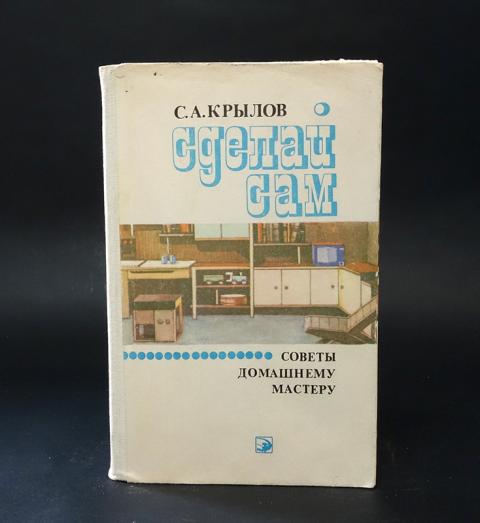 С.А.КРЫЛОВ
сделай
сам
СОВЕТЫ
ДОМАШНЕМУ
МАСТЕРУ